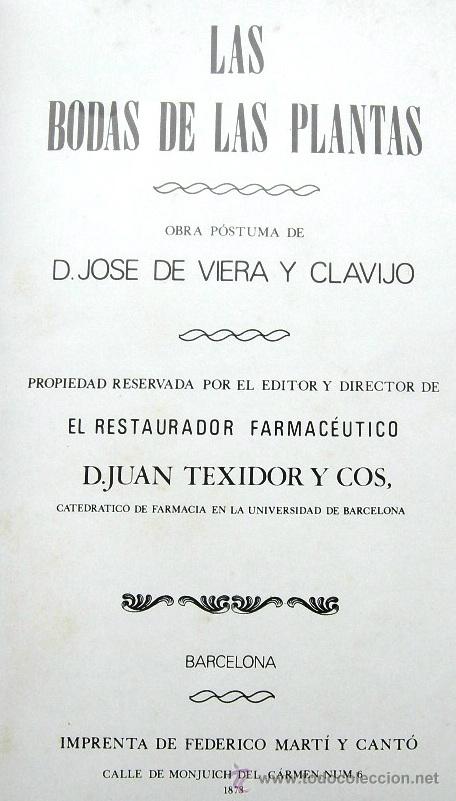 LAS
BODAS DE LAS PLANTAS
OBRA PÓSTUMA DE
D. JOSE DE VIERA Y CLAVIJO
PROPIEDAD RESERVADA POR EL EDITOR Y DIRECTOR DE
EL RESTAURADOR FARMACÉUTICO
D. JUAN TEXIDOR Y COS,
CATEDRATICO DE FARMACIA EN LA UNIVERSIDAD DE BARCELONA
BARCELONA
IMPRENTA DE FEDERICO MARTÍ Y CANTÓ
CALLE DE MONJUICH DEL CÁRMEN NUM. 6
1873
todocoleccion.net